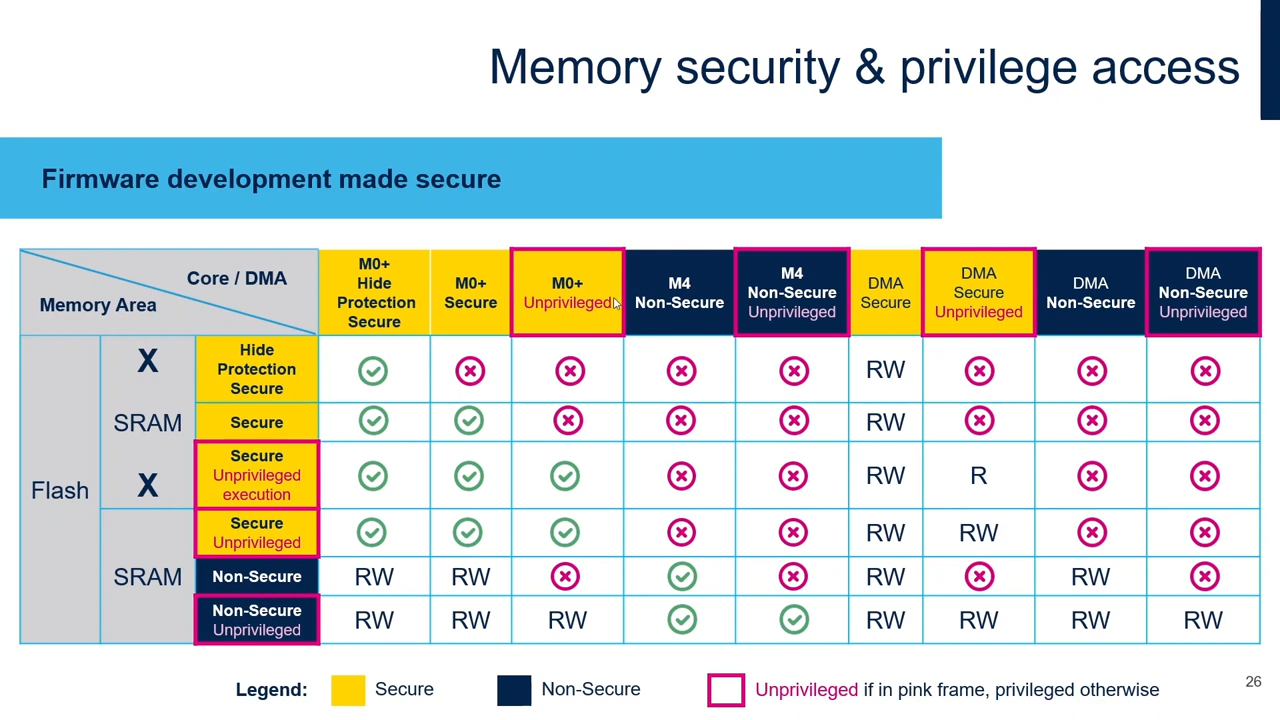 Memory security & privilege access
Firmware development made secure
Core / DMA
Memory Area
M0+
Hide
Protection
Secure
M0+
Secure
M0+
Unprivileged
M4
Non-Secure
M4
Non-Secure
Unprivileged
DMA
Secure
DMA
Secure
Unprivileged
DMA
Non-Secure
DMA
Non-Secure
Unprivileged
Flash
X
Hide
Protection
Secure
RW
SRAM
Secure
RW
X
Secure
Unprivileged
execution
RW
R
Secure
Unprivileged
RW
RW
SRAM
Non-Secure
RW
RW
RW
RW
Non-Secure
Unprivileged
RW
RW
RW
RW
RW
RW
RW
Legend:
Secure
Non-Secure
Unprivileged if in pink frame, privileged otherwise
26